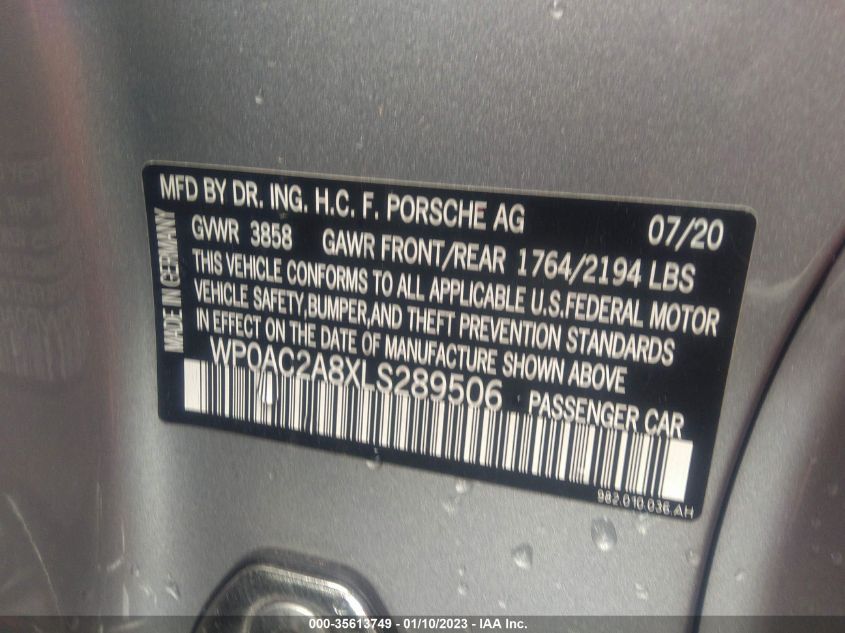 MFD BY DR. ING. H.C. F. PORSCHE AG 07/20
MADE IN GERMANY
GVWR 3858 GAWR FRONT/REAR 1764/2194 LBS
THIS VEHICLE CONFORMS TO ALL APPLICABLE U.S.FEDERAL MOTOR
VEHICLE SAFETY,BUMPER,AND THEFT PREVENTION STANDARDS
IN EFFECT ON THE DATE OF MANUFACTURE SHOWN ABOVE
WP0AC2A8XLS289506 PASSENGER CAR
982.010.036.AH
000-35613749 - 01/10/2023 - IAA Inc.